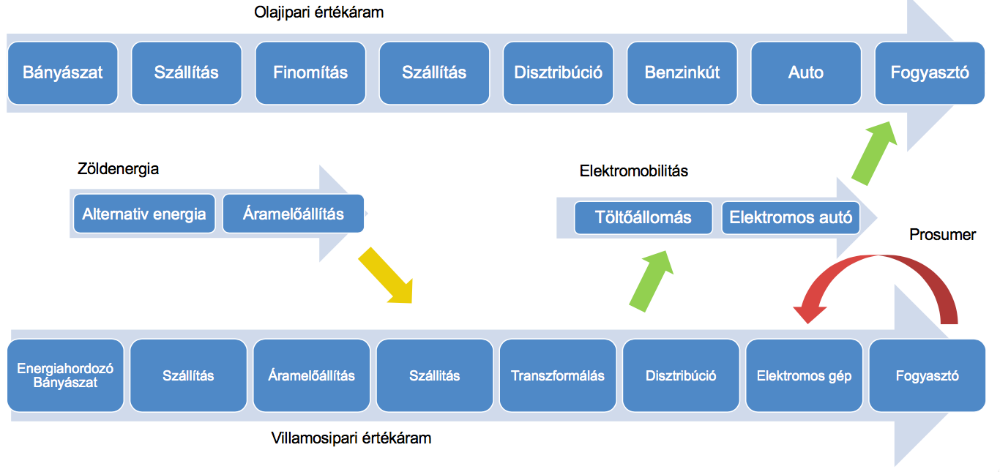 Olajipari értékáram
Bányászat
Szállítás
Finomítás
Szállítás
Disztribúció
Benzinkút
Auto
Fogyasztó
Zöldenergia
Alternativ energia
Áramelőállítás
Elektromobilitás
Töltőállomás
Elektromos autó
Prosumer
Energiahordozó
Bányászat
Szállítás
Áramelőállítás
Szállitás
Transzformálás
Disztribúció
Elektromos gép
Fogyasztó
Villamosipari értékáram